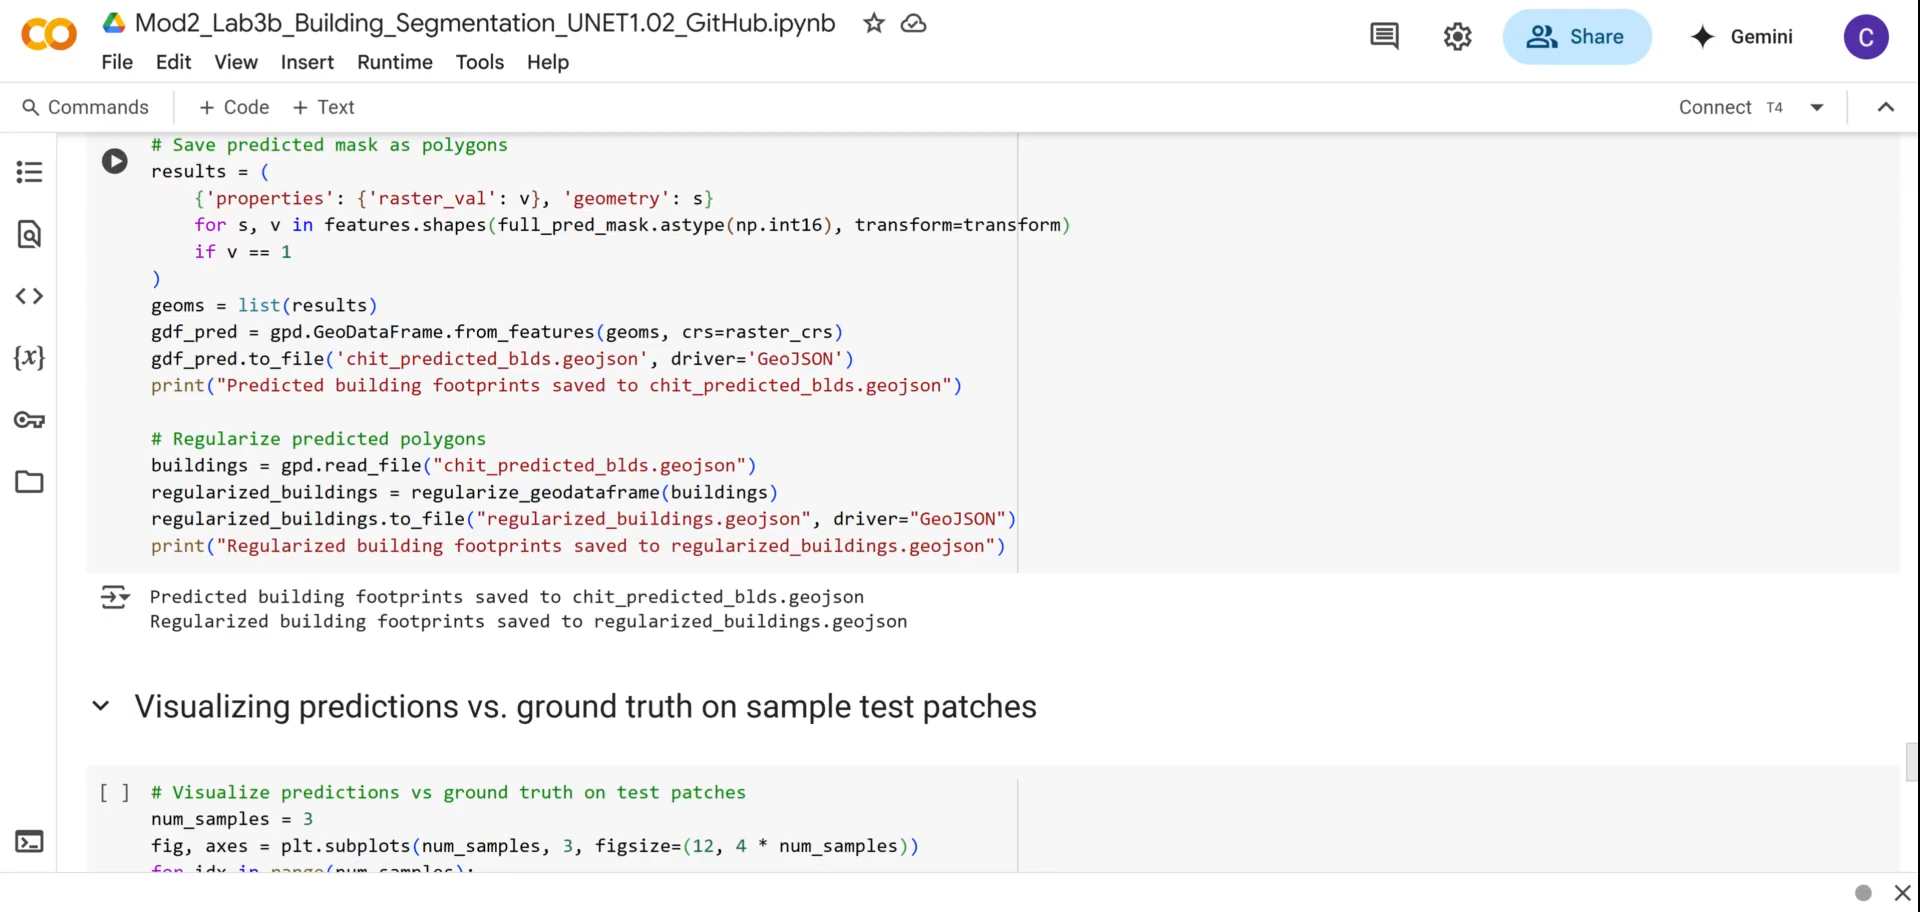 Mod2_Lab3b_Building_Segmentation_UNET1.02_GitHub.ipynb
File Edit View Insert Runtime Tools Help
Share
Gemini
C
Commands + Code + Text
Connect T4
# Save predicted mask as polygons
results = (
    {'properties': {'raster_val': v}, 'geometry': s}
    for s, v in features.shapes(full_pred_mask.astype(np.int16), transform=transform)
    if v == 1
)
geoms = list(results)
gdf_pred = gpd.GeoDataFrame.from_features(geoms, crs=raster_crs)
gdf_pred.to_file('chit_predicted_blds.geojson', driver='GeoJSON')
print("Predicted building footprints saved to chit_predicted_blds.geojson")
# Regularize predicted polygons
buildings = gpd.read_file("chit_predicted_blds.geojson")
regularized_buildings = regularize_geodataframe(buildings)
regularized_buildings.to_file("regularized_buildings.geojson", driver="GeoJSON")
print("Regularized building footprints saved to regularized_buildings.geojson")
Predicted building footprints saved to chit_predicted_blds.geojson
Regularized building footprints saved to regularized_buildings.geojson
Visualizing predictions vs. ground truth on sample test patches
[ ] # Visualize predictions vs ground truth on test patches
num_samples = 3
fig, axes = plt.subplots(num_samples, 3, figsize=(12, 4 * num_samples))
for idx in range(num_samples):